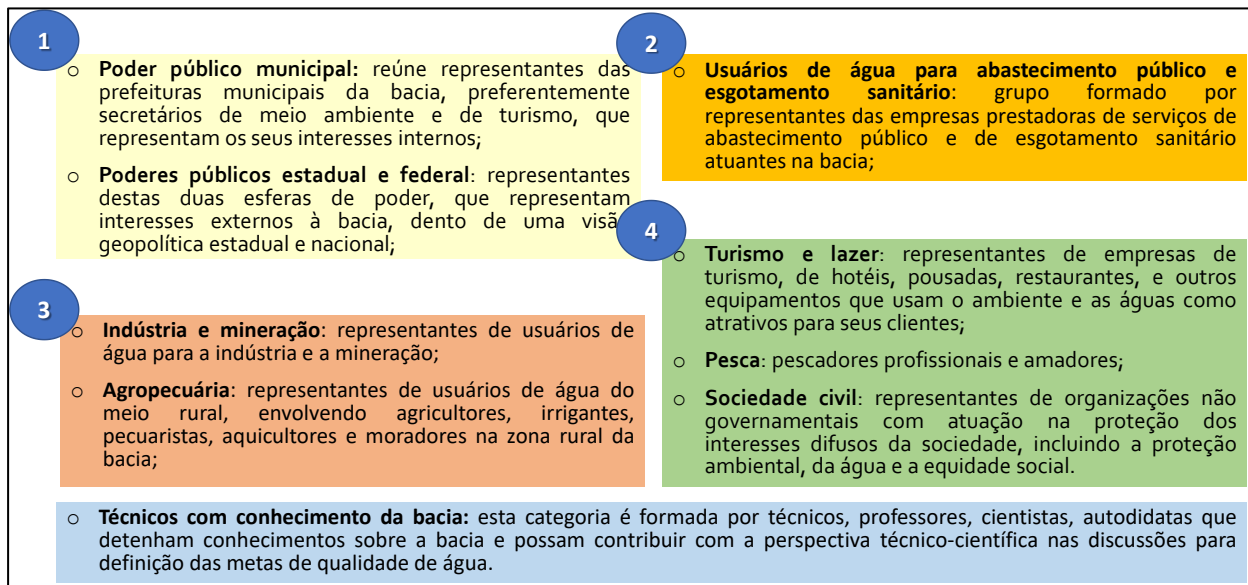 1
o Poder público municipal: reúne representantes das
prefeituras municipais da bacia, preferentemente
secretários de meio ambiente e de turismo, que
representam os seus interesses internos;
o Poderes públicos estadual e federal: representantes
destas duas esferas de poder, que representam
interesses externos à bacia, dento de uma visão
geopolítica estadual e nacional;
2
o Usuários de água para abastecimento público e
esgotamento sanitário: grupo formado por
representantes das empresas prestadoras de serviços de
abastecimento público e de esgotamento sanitário
atuantes na bacia;
3
o Indústria e mineração: representantes de usuários de
água para a indústria e a mineração;
o Agropecuária: representantes de usuários de água do
meio rural, envolvendo agricultores, irrigantes,
pecuaristas, aquicultores e moradores na zona rural da
bacia;
4
o Turismo e lazer: representantes de empresas de
turismo, de hotéis, pousadas, restaurantes, e outros
equipamentos que usam o ambiente e as águas como
atrativos para seus clientes;
o Pesca: pescadores profissionais e amadores;
o Sociedade civil: representantes de organizações não
governamentais com atuação na proteção dos
interesses difusos da sociedade, incluindo a proteção
ambiental, da água e a equidade social.
o Técnicos com conhecimento da bacia: esta categoria é formada por técnicos, professores, cientistas, autodidatas que
detenham conhecimentos sobre a bacia e possam contribuir com a perspectiva técnico-científica nas discussões para
definição das metas de qualidade de água.